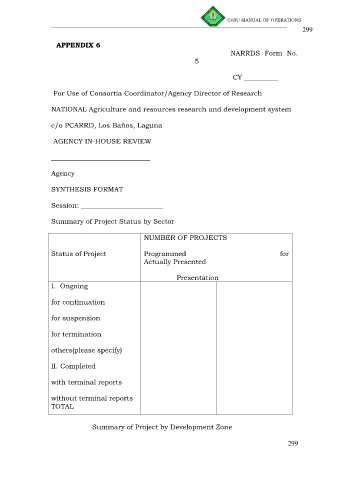 CvSU MANUAL OF OPERATIONS
299
APPENDIX 6
NARRDS Form No.
5
CY __________
For Use of Consortia Coordinator/Agency Director of Research
NATIONAL Agriculture and resources research and development system
c/o PCARRD, Los Baños, Laguna
AGENCY IN-HOUSE REVIEW
______________________________
Agency
SYNTHESIS FORMAT
Session: _________________________
Summary of Project Status by Sector
NUMBER OF PROJECTS
Status of Project Programmed for
Actually Presented
Presentation
I. Ongoing
for continuation
for suspension
for termination
others(please specify)
II. Completed
with terminal reports
without terminal reports
TOTAL
Summary of Project by Development Zone
299